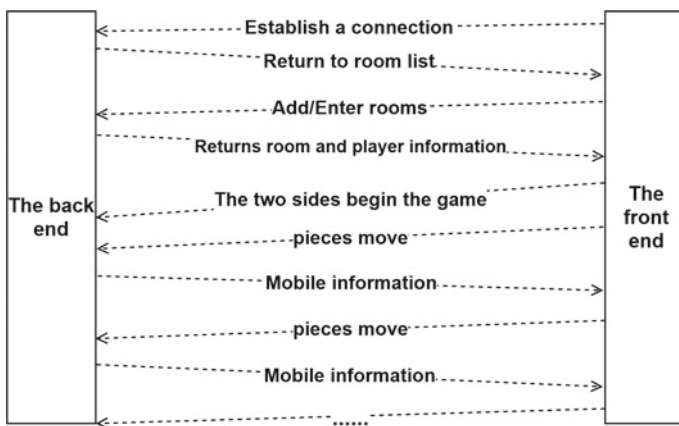 Establish a connection
Return to room list
Add/Enter rooms
Returns room and player information
The two sides begin the game
The back
end
The
front
end
pieces move
Mobile information
pieces move
Mobile information
......